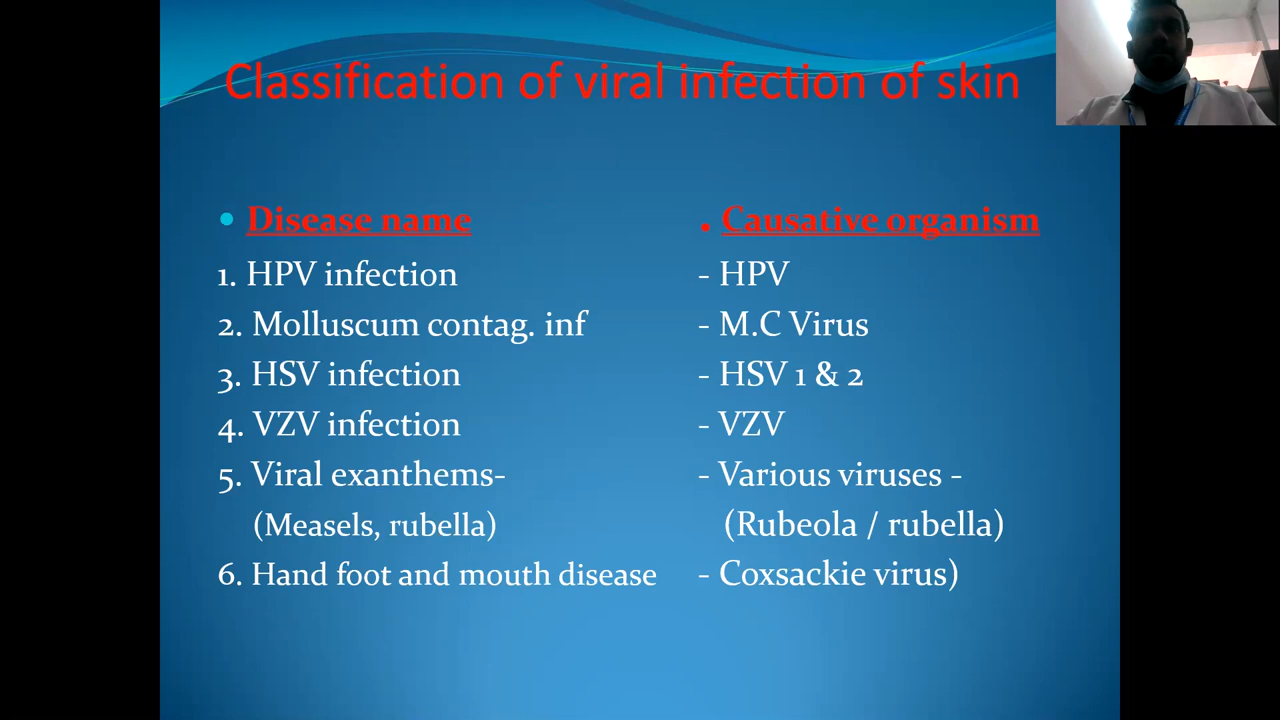 Classification of viral infection of skin
• Disease name
. Causative organism
1. HPV infection
- HPV
2. Molluscum contag. inf
- M.C Virus
3. HSV infection
- HSV 1 & 2
4. VZV infection
- VZV
5. Viral exanthems-
- Various viruses -
(Measels, rubella)
(Rubeola / rubella)
6. Hand foot and mouth disease
- Coxsackie virus)